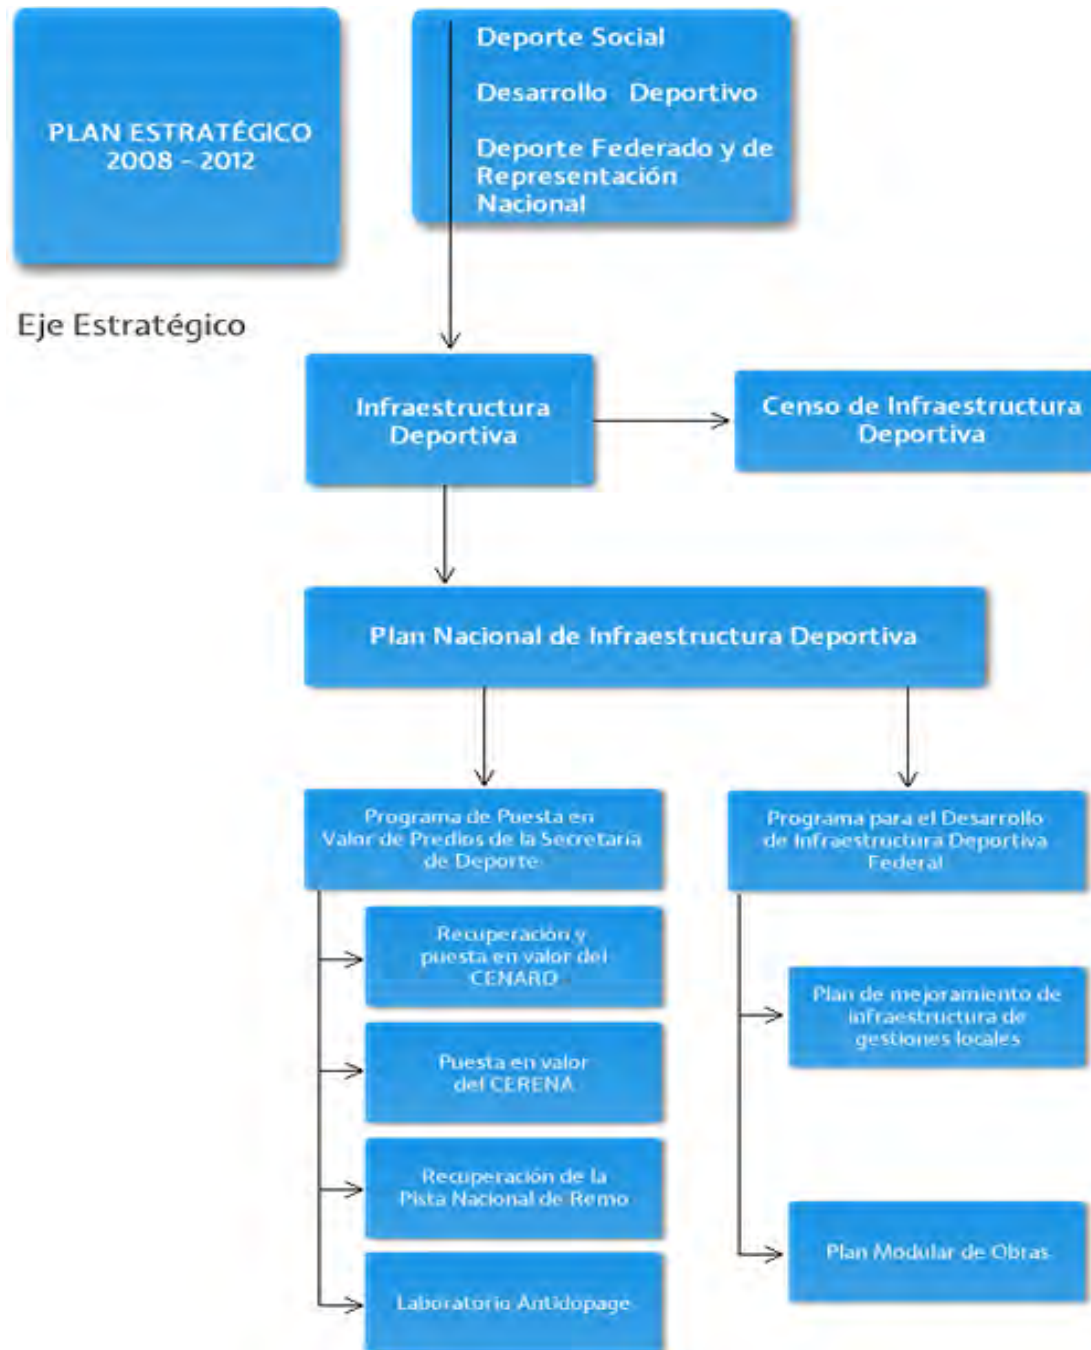 PLAN ESTRATÉGICO
2008 - 2012
Deporte Social
Desarrollo Deportivo
Deporte Federado y de
Representación
Nacional
Eje Estratégico
Infraestructura
Deportiva
Censo de Infraestructura
Deportiva
Plan Nacional de Infraestructura Deportiva
Programa de Puesta en
Valor de Predios de la Secretaría
de Deporte
Programa para el Desarrollo
de Infraestructura Deportiva
Federal
Recuperación y
puesta en valor del
CENARD
Puesta en valor
del CERENA
Recuperación de la
Pista Nacional de Remo
Laboratorio Antidopage
Plan de mejoramiento de
infraestructura de
gestiones locales
Plan Modular de Obras